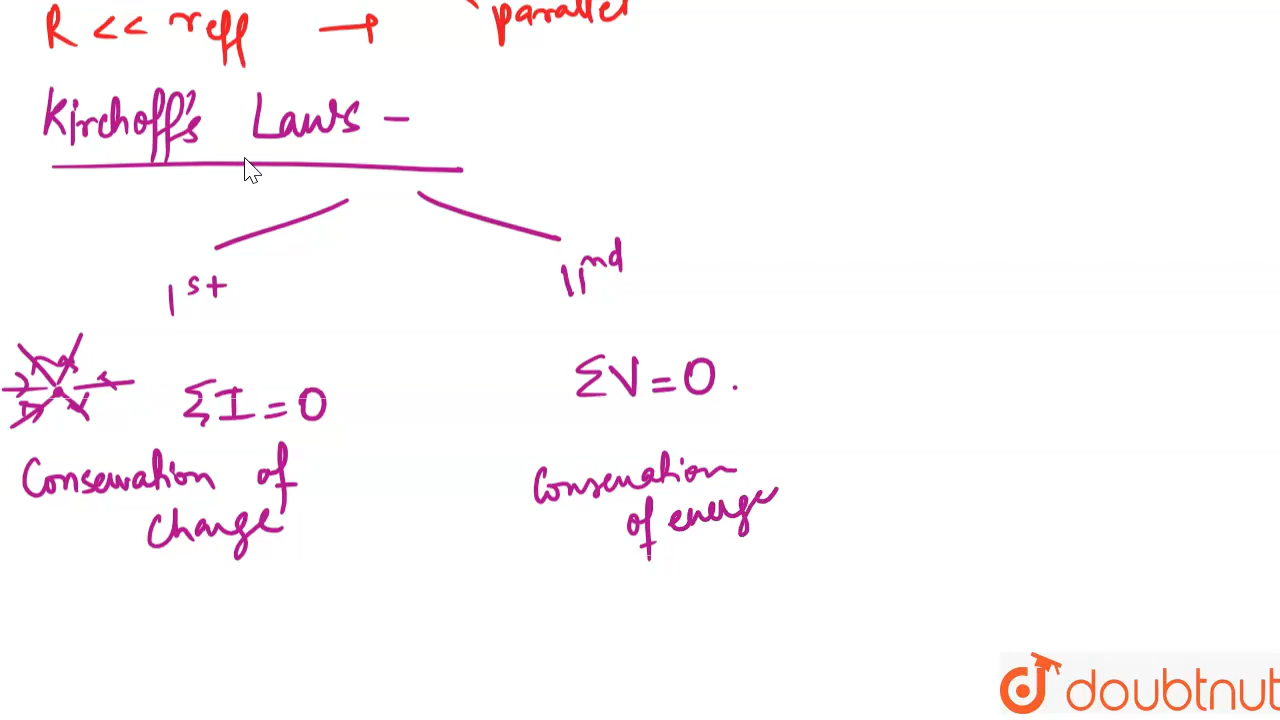 R << reff → parallel
Kirchoff's Laws -
1st IInd
ΣI = 0 ΣV = 0.
Conservation of charge
Conservation of energy
doubtnut